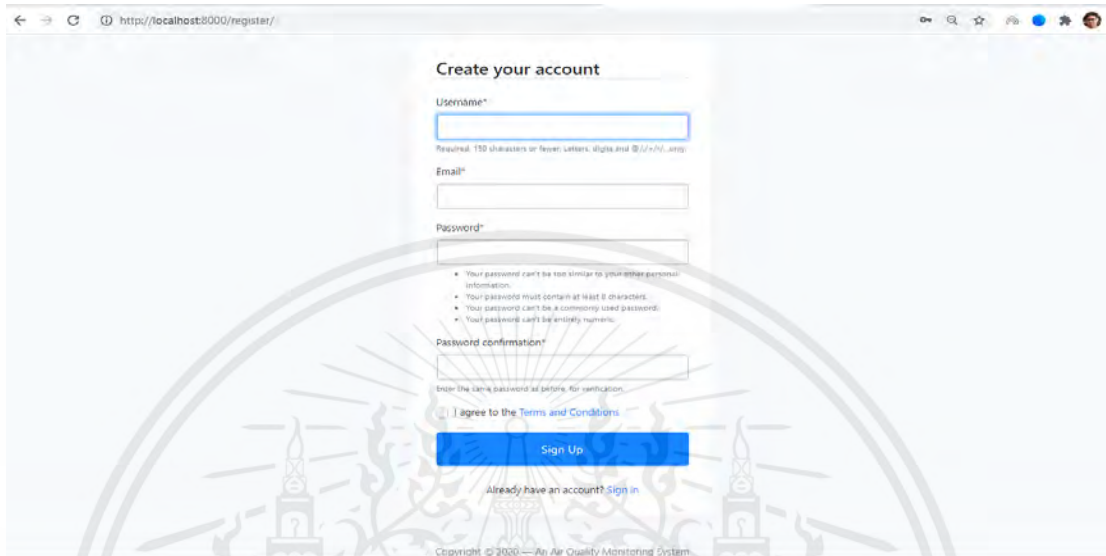 http://localhost:8000/register/
Create your account
Username*
Required. 150 characters or fewer. Letters, digits and only.
Email*
Password*
Your password can't be too similar to your other personal
information.
Your password must contain at least 8 characters.
Your password can't be a commonly used password.
Your password can't be entirely numeric.
Password confirmation*
Enter the same password as before, for verification.
I agree to the Terms and Conditions
Sign Up
Already have an account? Sign in
Copyright © 2020 — An Air Quality Monitoring System